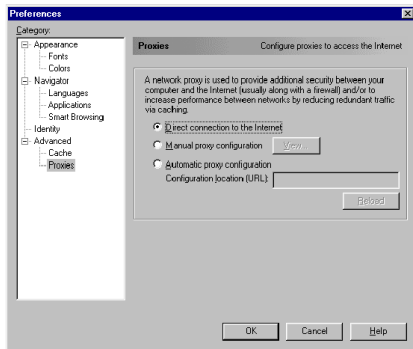 Preferences
Category:
Appearance
Fonts
Colors
Navigator
Languages
Applications
Smart Browsing
Identity
Advanced
Cache
Proxies
Proxies
Configure proxies to access the Internet
A network proxy is used to provide additional security between your
computer and the Internet (usually along with a firewall) and/or to
increase performance between networks by reducing redundant traffic
via caching.
Direct connection to the Internet
Manual proxy configuration
View...
Automatic proxy configuration
Configuration location (URL):
Reload
OK
Cancel
Help